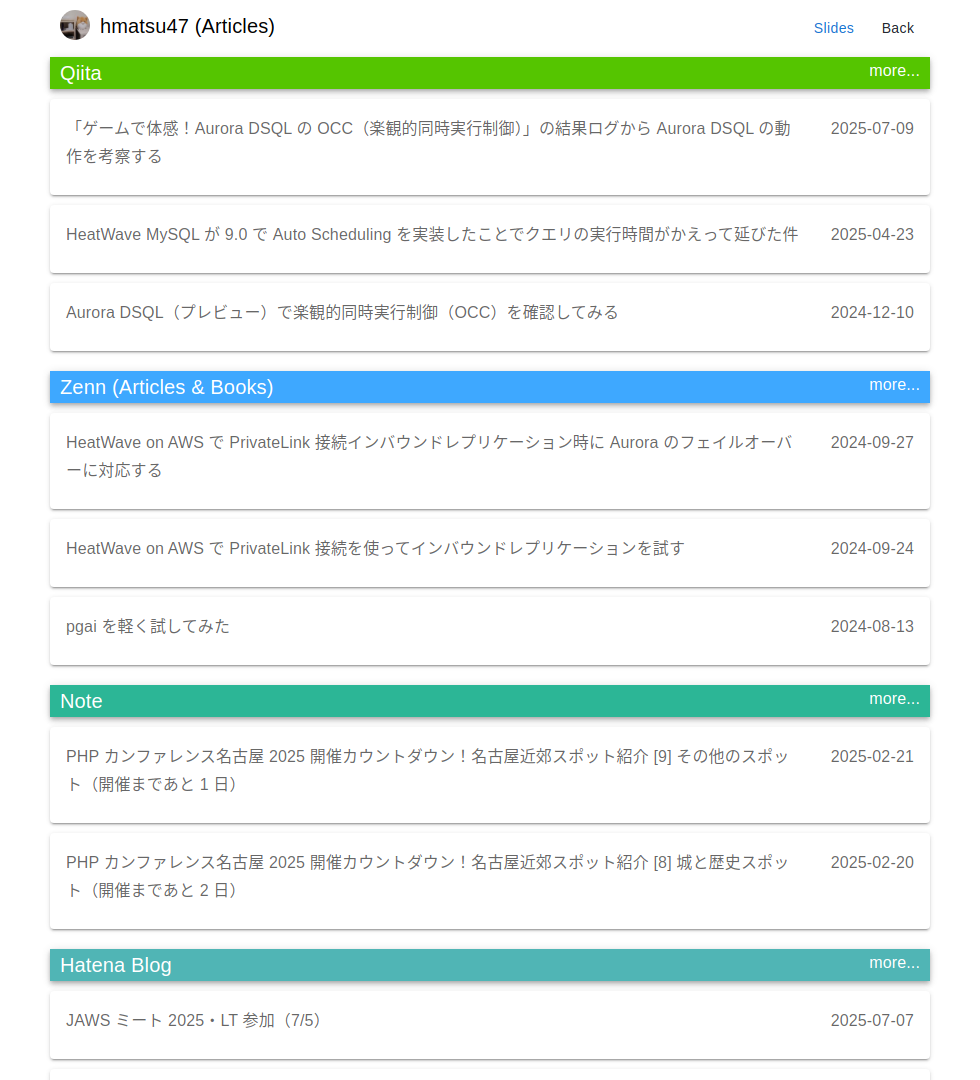 hmatsu47 (Articles)
Slides
Back
Qiita
more...
「ゲームで体感！Aurora DSQL の OCC（楽観的同時実行制御）」の結果ログから Aurora DSQL の動
作を考察する
2025-07-09
HeatWave MySQL が 9.0 で Auto Scheduling を実装したことでクエリの実行時間がかえって延びた件
2025-04-23
Aurora DSQL（プレビュー）で楽観的同時実行制御（OCC）を確認してみる
2024-12-10
Zenn (Articles & Books)
more...
HeatWave on AWS で PrivateLink 接続インバウンドレプリケーション時に Aurora のフェイルオーバ
ーに対応する
2024-09-27
HeatWave on AWS で PrivateLink 接続を使ってインバウンドレプリケーションを試す
2024-09-24
pgai を軽く試してみた
2024-08-13
Note
more...
PHP カンファレンス名古屋 2025 開催カウントダウン！名古屋近郊スポット紹介 [9] その他のスポッ
ト（開催まであと 1 日）
2025-02-21
PHP カンファレンス名古屋 2025 開催カウントダウン！名古屋近郊スポット紹介 [8] 城と歴史スポッ
ト（開催まであと 2 日）
2025-02-20
Hatena Blog
more...
JAWS ミート 2025・LT 参加（7/5）
2025-07-07